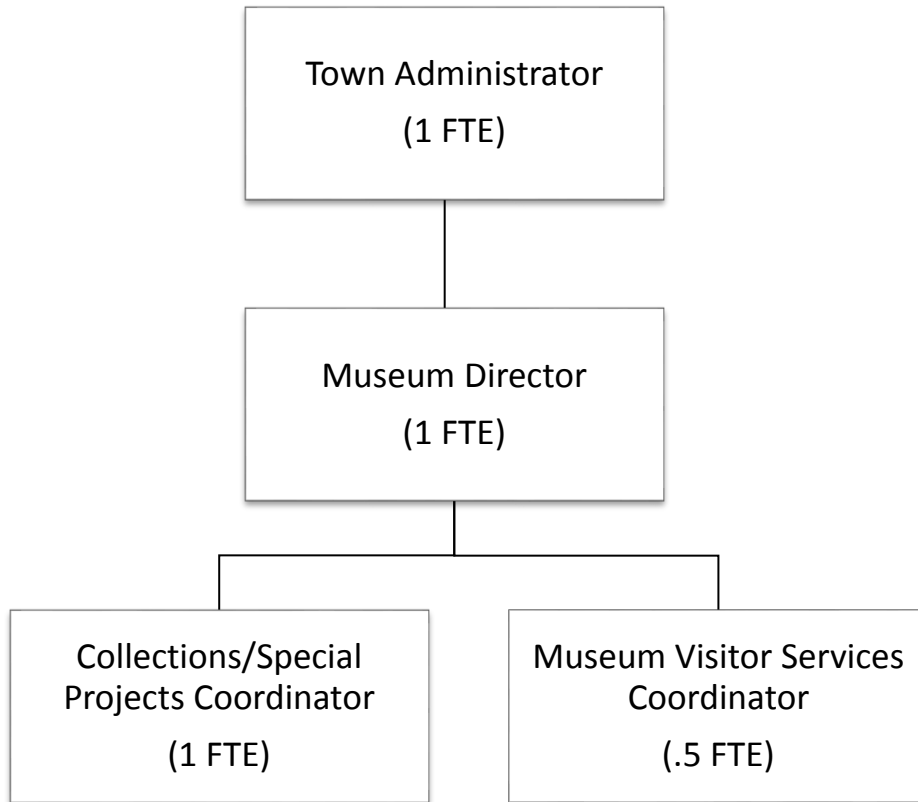 Town Administrator
(1 FTE)
Museum Director
(1 FTE)
Collections/Special
Projects Coordinator
(1 FTE)
Museum Visitor Services
Coordinator
(.5 FTE)